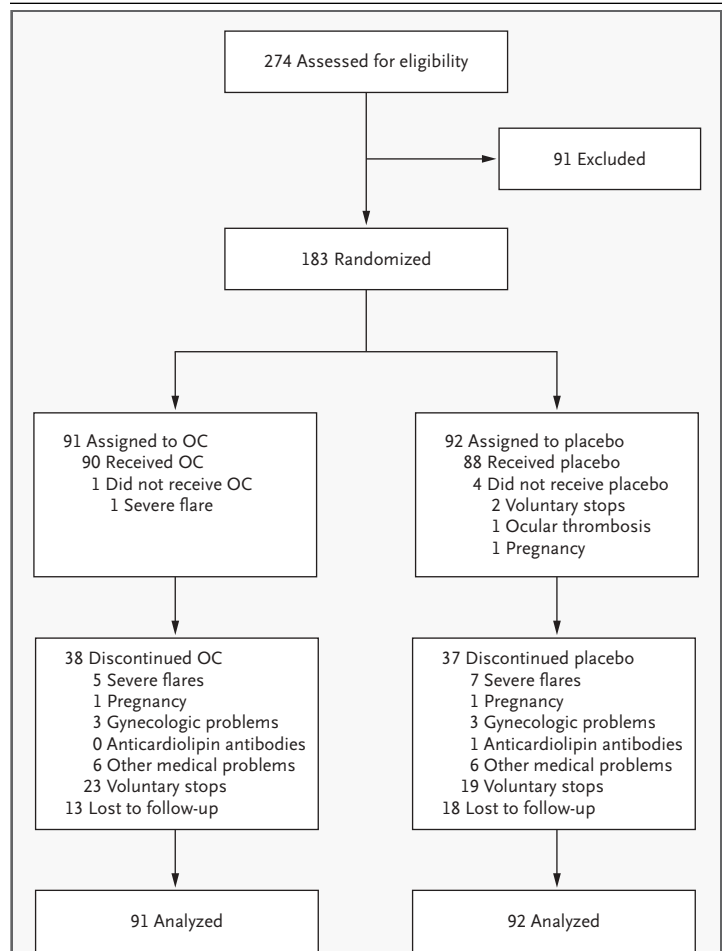 274 Assessed for eligibility
91 Excluded
183 Randomized
91 Assigned to OC
90 Received OC
1 Did not receive OC
1 Severe flare
92 Assigned to placebo
88 Received placebo
4 Did not receive placebo
2 Voluntary stops
1 Ocular thrombosis
1 Pregnancy
38 Discontinued OC
5 Severe flares
1 Pregnancy
3 Gynecologic problems
0 Anticardiolipin antibodies
6 Other medical problems
23 Voluntary stops
13 Lost to follow-up
37 Discontinued placebo
7 Severe flares
1 Pregnancy
3 Gynecologic problems
1 Anticardiolipin antibodies
6 Other medical problems
19 Voluntary stops
18 Lost to follow-up
91 Analyzed
92 Analyzed